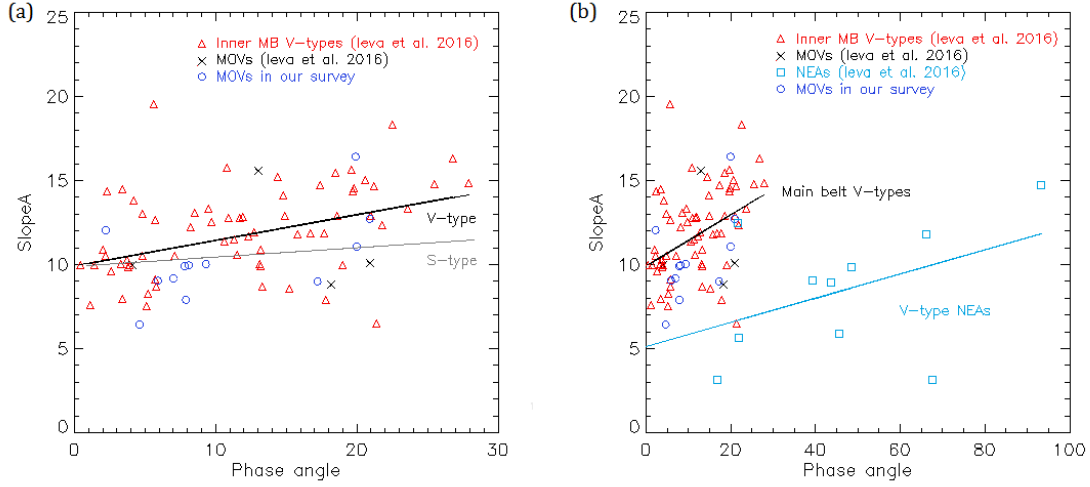 (a)
25
20
15
10
5
0
SlopeA
△ Inner MB V-types (Ieva et al. 2016)
× MOVs (Ieva et al. 2016)
○ MOVs in our survey
V-type
S-type
0 10 20 30
Phase angle
(b)
25
20
15
10
5
0
SlopeA
△ Inner MB V-types (Ieva et al. 2016)
× MOVs (Ieva et al. 2016)
□ NEAs (Ieva et al. 2016)
○ MOVs in our survey
Main belt V-types
V-type NEAs
0 20 40 60 80 100
Phase angle